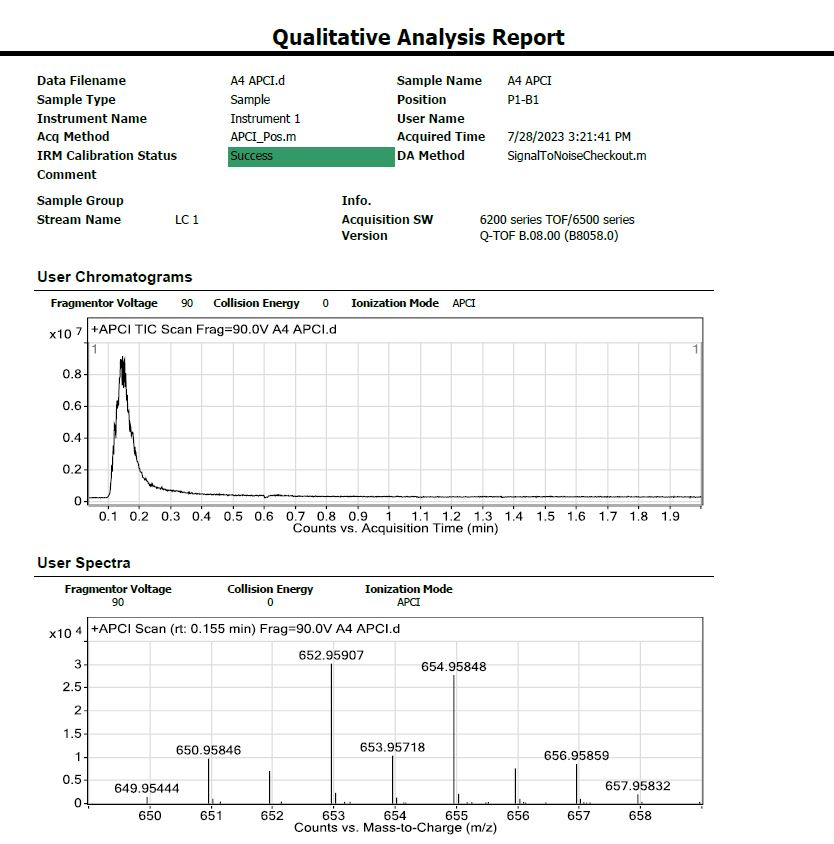 Qualitative Analysis Report
Data Filename A4 APCI.d Sample Name A4 APCI
Sample Type Sample Position P1-B1
Instrument Name Instrument 1 User Name
Acq Method APCI_Pos.m Acquired Time 7/28/2023 3:21:41 PM
IRM Calibration Status Success DA Method SignalToNoiseCheckout.m
Comment
Sample Group Info.
Stream Name LC 1 Acquisition SW 6200 series TOF/6500 series
Version Q-TOF B.08.00 (B8058.0)
User Chromatograms
Fragmentor Voltage 90 Collision Energy 0 Ionization Mode APCI
x10 7 +APCI TIC Scan Frag=90.0V A4 APCI.d
1 1
0.8
0.6
0.4
0.2
0
0.1 0.2 0.3 0.4 0.5 0.6 0.7 0.8 0.9 1 1.1 1.2 1.3 1.4 1.5 1.6 1.7 1.8 1.9
Counts vs. Acquisition Time (min)
User Spectra
Fragmentor Voltage Collision Energy Ionization Mode
90 0 APCI
x10 4 +APCI Scan (rt: 0.155 min) Frag=90.0V A4 APCI.d
652.95907
3 654.95848
2.5
2
1.5
650.95846 653.95718 656.95859
1
649.95444 657.95832
0.5
0
650 651 652 653 654 655 656 657 658
Counts vs. Mass-to-Charge (m/z)